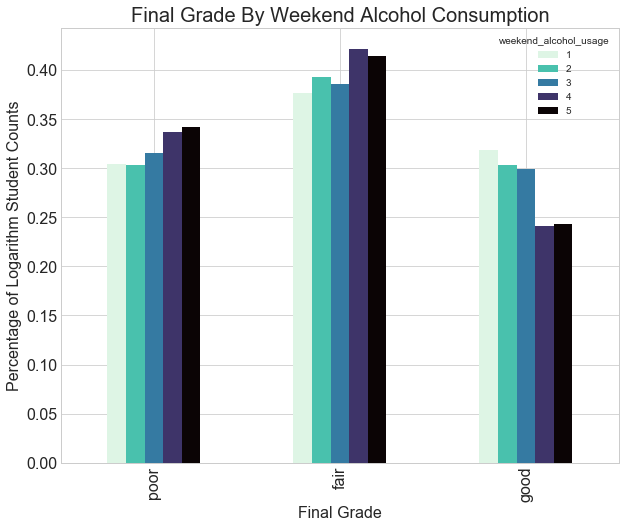 Final Grade By Weekend Alcohol Consumption
weekend_alcohol_usage
1
2
3
4
5
Percentage of Logarithm Student Counts
0.40
0.35
0.30
0.25
0.20
0.15
0.10
0.05
0.00
poor
fair
good
Final Grade